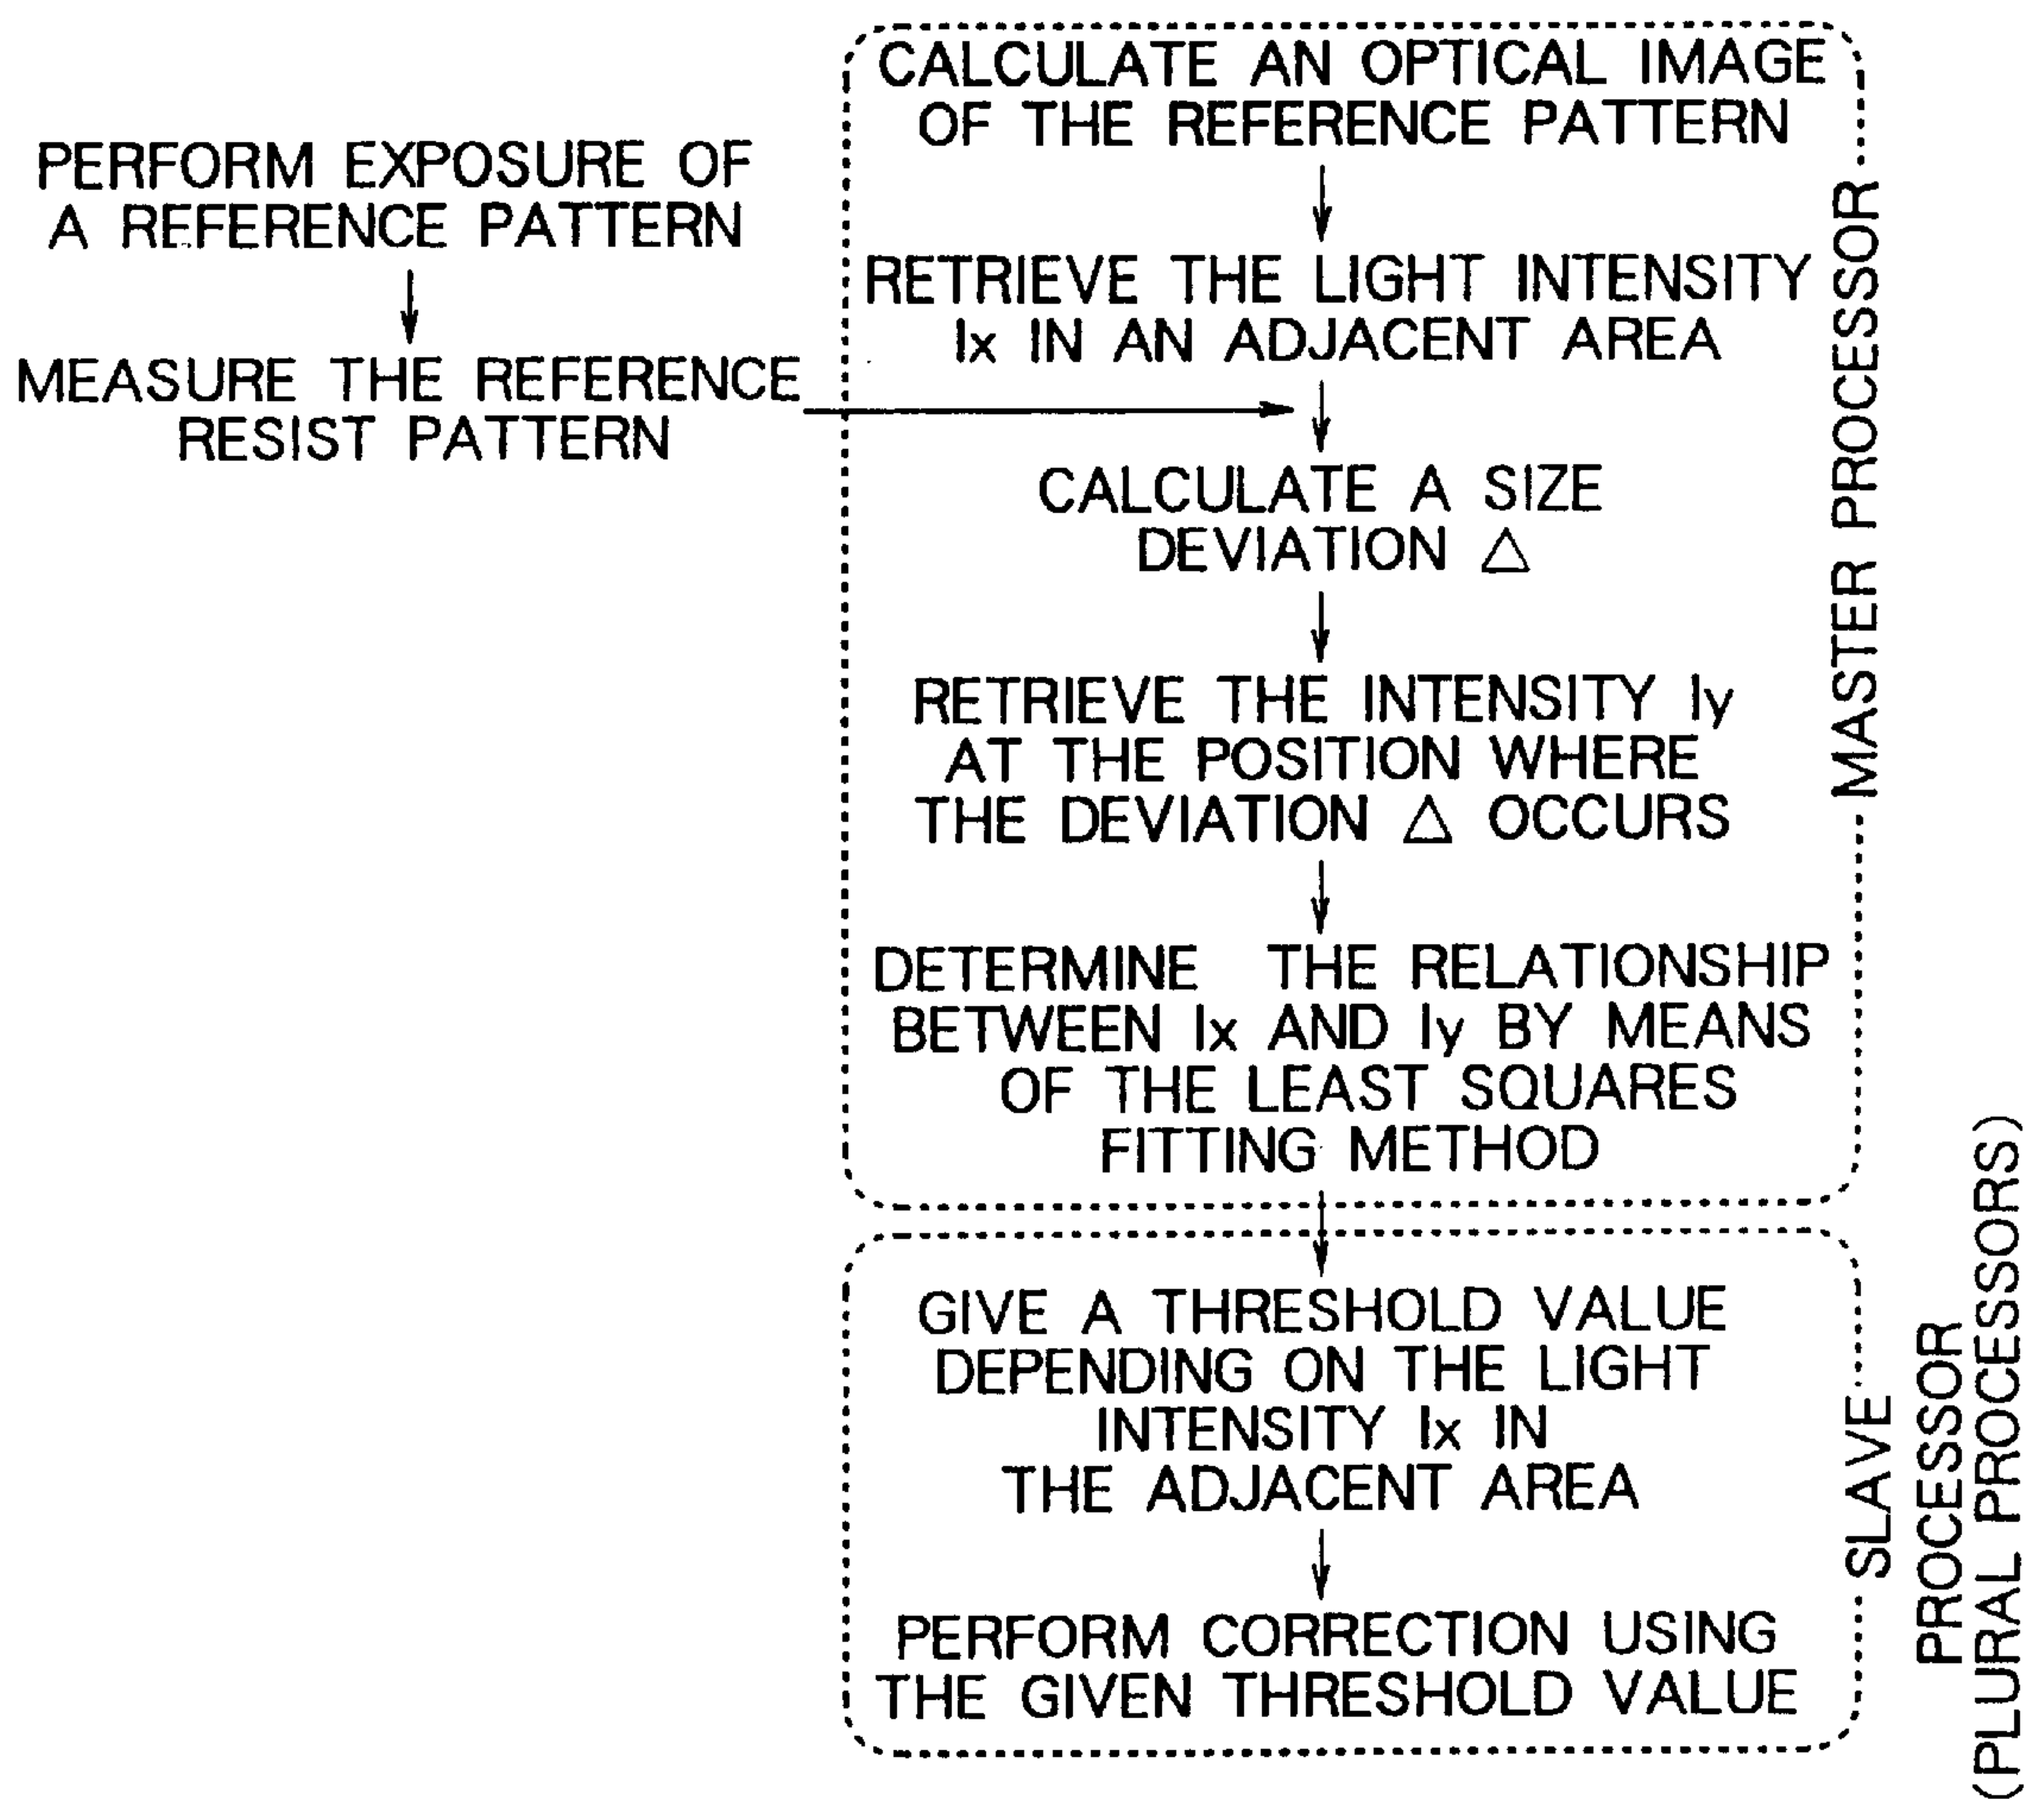 PERFORM EXPOSURE OF
A REFERENCE PATTERN
MEASURE THE REFERENCE
RESIST PATTERN
CALCULATE AN OPTICAL IMAGE
OF THE REFERENCE PATTERN
RETRIEVE THE LIGHT INTENSITY
Ix IN AN ADJACENT AREA
CALCULATE A SIZE
DEVIATION △
RETRIEVE THE INTENSITY Iy
AT THE POSITION WHERE
THE DEVIATION △ OCCURS
DETERMINE THE RELATIONSHIP
BETWEEN Ix AND Iy BY MEANS
OF THE LEAST SQUARES
FITTING METHOD
MASTER PROCESSOR
GIVE A THRESHOLD VALUE
DEPENDING ON THE LIGHT
INTENSITY Ix IN
THE ADJACENT AREA
PERFORM CORRECTION USING
THE GIVEN THRESHOLD VALUE
SLAVE
PROCESSOR
(PLURAL PROCESSORS)